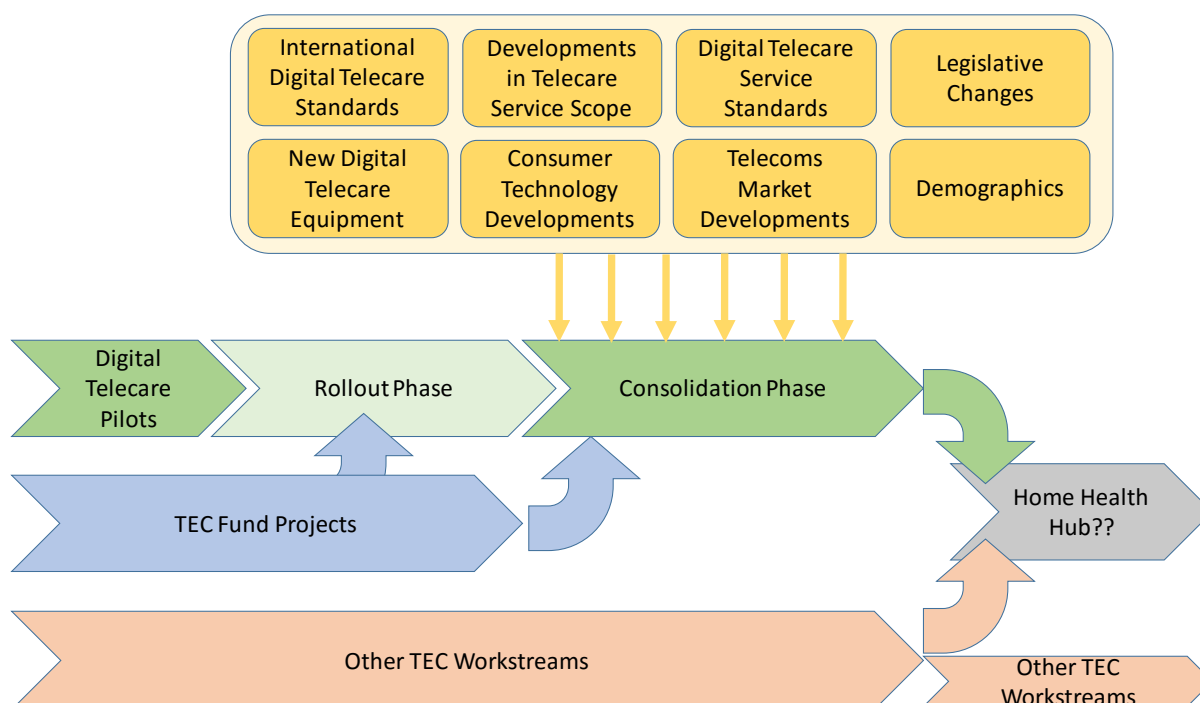 International
Digital Telecare
Standards
Developments
in Telecare
Service Scope
Digital Telecare
Service
Standards
Legislative
Changes
New Digital
Telecare
Equipment
Consumer
Technology
Developments
Telecoms
Market
Developments
Demographics
Digital
Telecare
Pilots
Rollout Phase
Consolidation Phase
TEC Fund Projects
Home Health
Hub??
Other TEC Workstreams
Other TEC
Workstreams